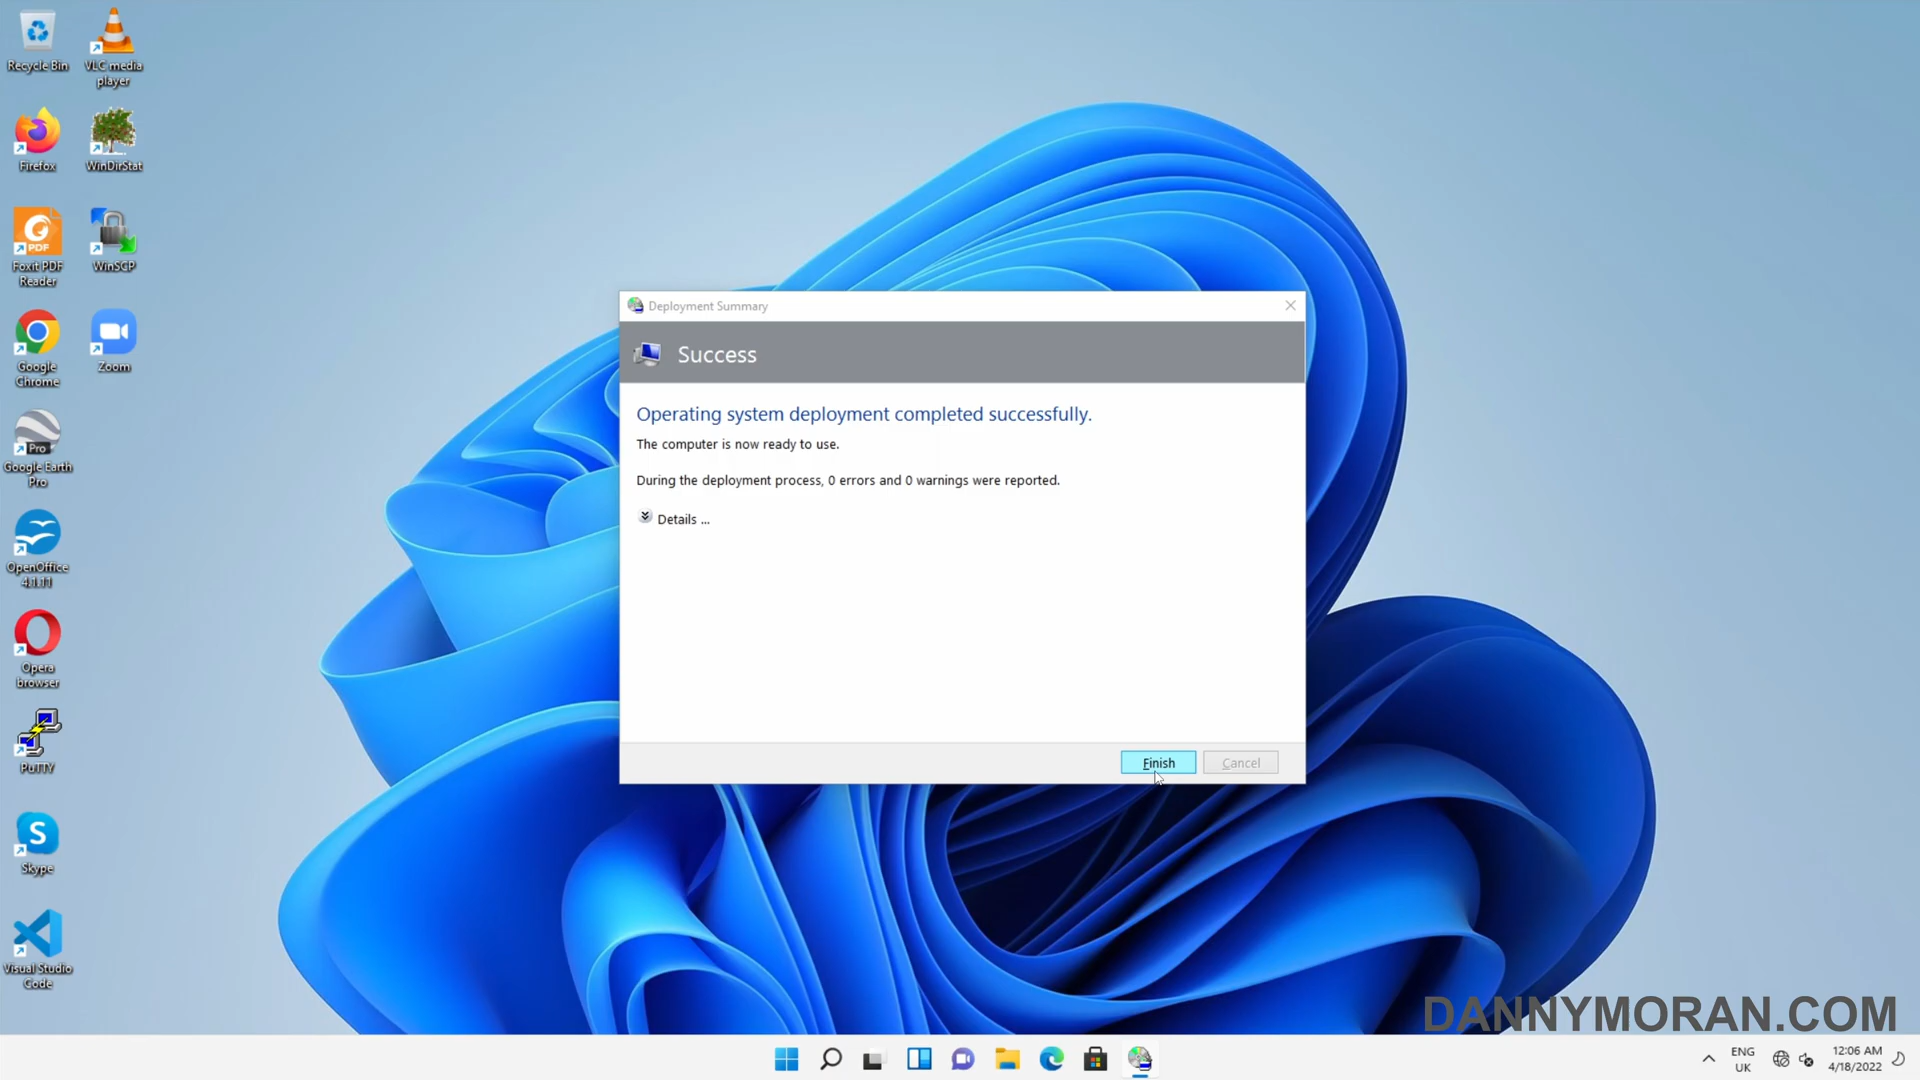 Recycle Bin
VLC media
player
Firefox
WinDirStat
PDF
Foxit PDF
Reader
WinSCP
Google
Chrome
Zoom
Pro
Google Earth
Pro
OpenOffice
4.1.11
Opera
browser
PuTTY
S
Skype
Visual Studio
Code
Deployment Summary
Success
Operating system deployment completed successfully.
The computer is now ready to use.
During the deployment process, 0 errors and 0 warnings were reported.
Details ...
Finish
Cancel
DANNYMORAN.COM
ENG
UK
12:06 AM
4/18/2022